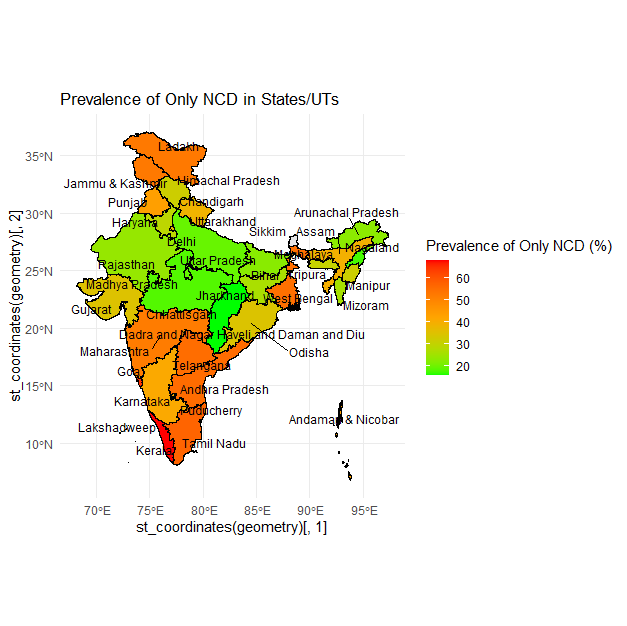 Prevalence of Only NCD in States/UTs
35°N
30°N
25°N
20°N
15°N
10°N
st_coordinates(geometry)[, 2]
Ladakh
Jammu & Kashmir
Himachal Pradesh
Punjab
Chandigarh
Arunachal Pradesh
Haryana
Uttarakhand
Sikkim
Assam
Delhi
Nagaland
Meghalaya
Rajasthan
Uttar Pradesh
Bihar
Tripura
Madhya Pradesh
Manipur
Jharkhand
West Bengal
Gujarat
Mizoram
Chhattisgarh
Dadra and Nagar Haveli and Daman and Diu
Maharashtra
Odisha
Goa
Telangana
Andhra Pradesh
Karnataka
Puducherry
Lakshadweep
Andaman & Nicobar
Kerala
Tamil Nadu
70°E 75°E 80°E 85°E 90°E 95°E
st_coordinates(geometry)[, 1]
Prevalence of Only NCD (%)
60
50
40
30
20